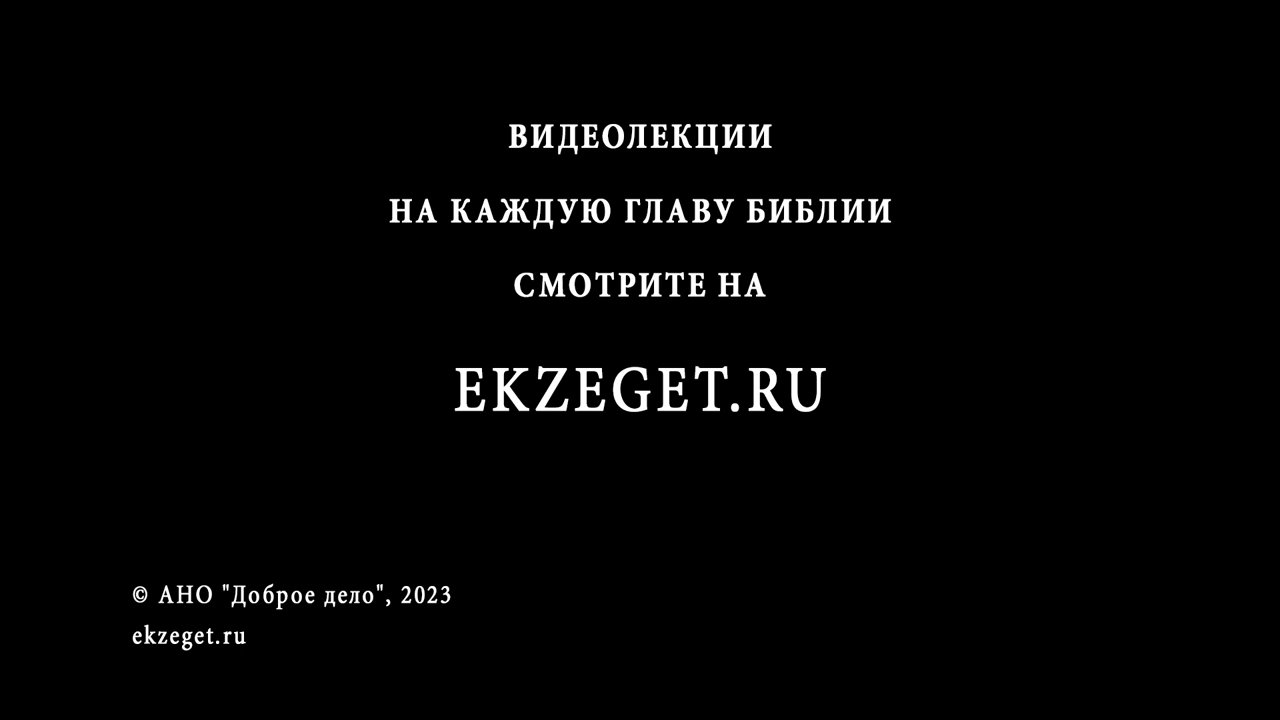 ВИДЕОЛЕКЦИИ
НА КАЖДУЮ ГЛАВУ БИБЛИИ
СМОТРИТЕ НА
EKZEGET.RU
© АНО "Доброе дело", 2023
ekzeget.ru